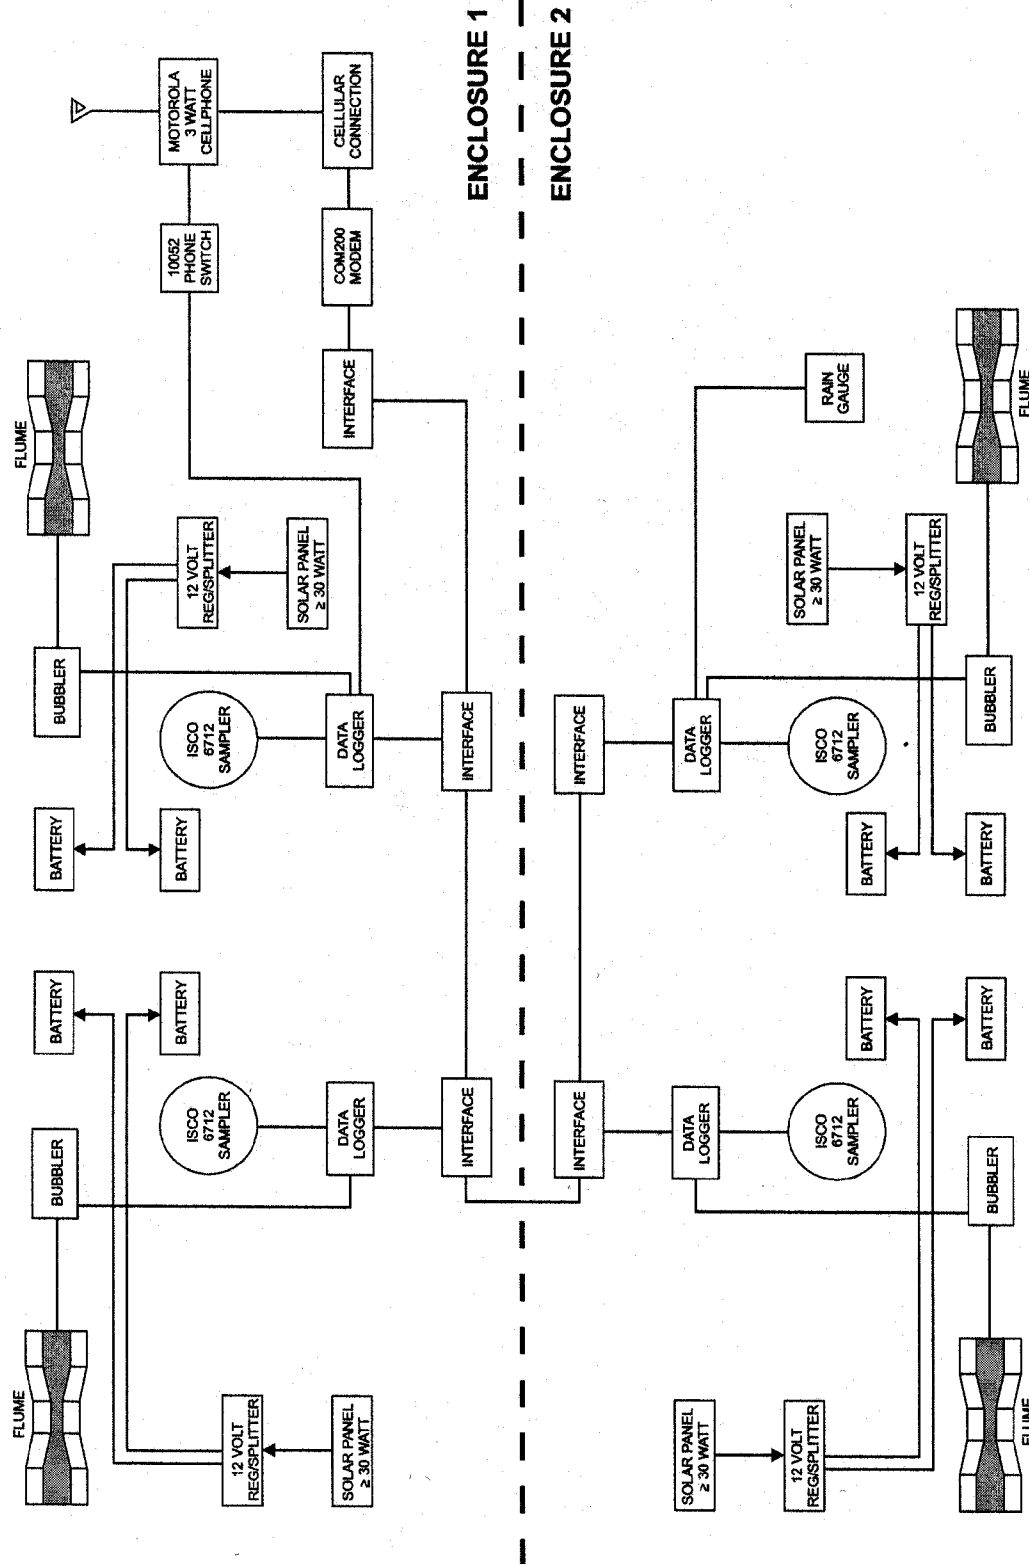 FLUME
FLUME
BUBBLER
BATTERY
BATTERY
BUBBLER
ISCO
6712
SAMPLER
BATTERY
BATTERY
ISCO
6712
SAMPLER
12 VOLT
REG/SPLITTER
10052
PHONE
SWITCH
MOTOROLA
3 WATT
CELLPHONE
12 VOLT
REG/SPLITTER
SOLAR PANEL
≥ 30 WATT
SOLAR PANEL
≥ 30 WATT
DATA
LOGGER
DATA
LOGGER
INTERFACE
COM200
MODEM
CELLULAR
CONNECTION
INTERFACE
INTERFACE
ENCLOSURE 1
ENCLOSURE 2
INTERFACE
INTERFACE
SOLAR PANEL
≥ 30 WATT
DATA
LOGGER
DATA
LOGGER
12 VOLT
REG/SPLITTER
ISCO
6712
SAMPLER
ISCO
6712
SAMPLER
SOLAR PANEL
≥ 30 WATT
RAIN
GAUGE
BATTERY
BATTERY
12 VOLT
REG/SPLITTER
BUBBLER
BATTERY
BATTERY
BUBBLER
FLUME
FLUME